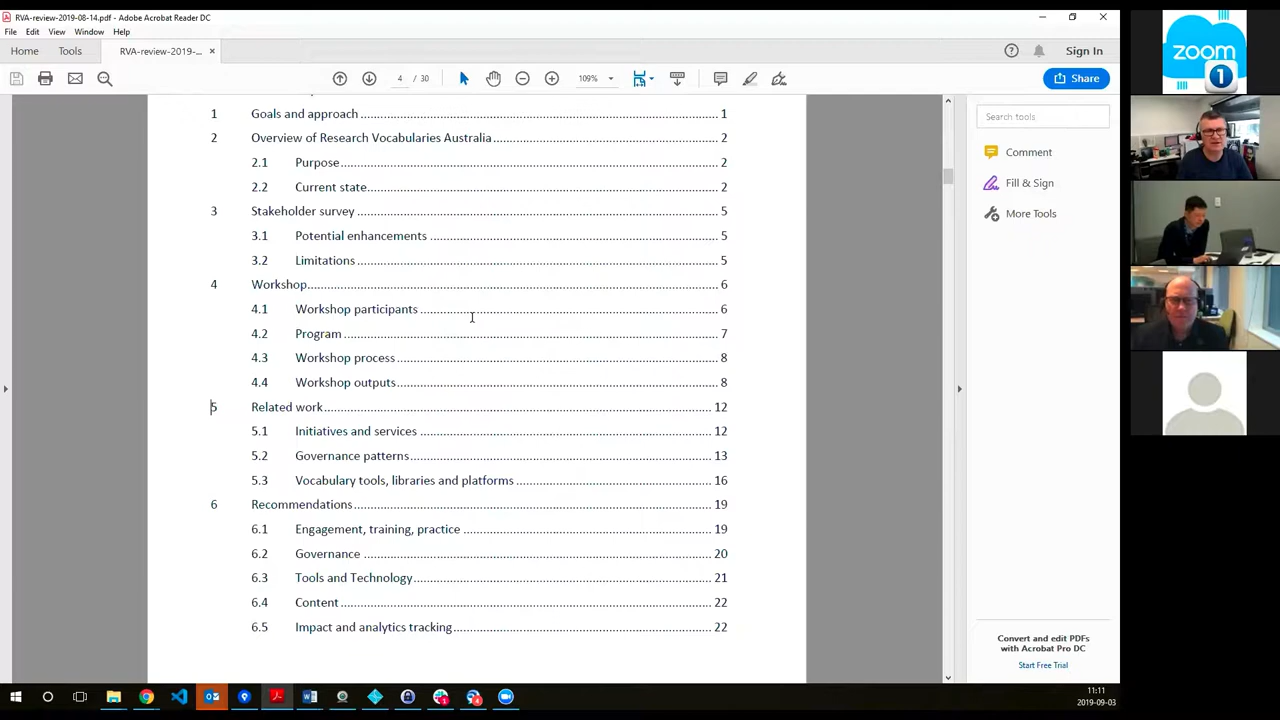 RVA-review-2019-08-14.pdf - Adobe Acrobat Reader DC
File Edit View Window Help
Home Tools RVA-review-2019-... × Sign In
4 / 30 109% Share
1 Goals and approach 1
2 Overview of Research Vocabularies Australia 2
2.1 Purpose 2
2.2 Current state 2
3 Stakeholder survey 5
3.1 Potential enhancements 5
3.2 Limitations 5
4 Workshop 6
4.1 Workshop participants 6
4.2 Program 7
4.3 Workshop process 8
4.4 Workshop outputs 8
5 Related work 12
5.1 Initiatives and services 12
5.2 Governance patterns 13
5.3 Vocabulary tools, libraries and platforms 16
6 Recommendations 19
6.1 Engagement, training, practice 19
6.2 Governance 20
6.3 Tools and Technology 21
6.4 Content 22
6.5 Impact and analytics tracking 22
Search tools
Comment
Fill & Sign
More Tools
Convert and edit PDFs
with Acrobat Pro DC
Start Free Trial
zoom
1
11:11
2019-09-03